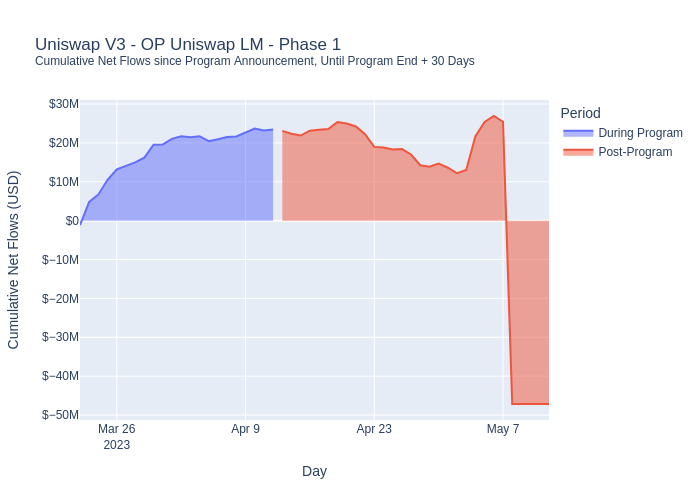 Uniswap V3 - OP Uniswap LM - Phase 1
Cumulative Net Flows since Program Announcement, Until Program End + 30 Days
Period
During Program
Post-Program
Cumulative Net Flows (USD)
$30M
$20M
$10M
$0
$−10M
$−20M
$−30M
$−40M
$−50M
Mar 26
2023
Apr 9
Apr 23
May 7
Day